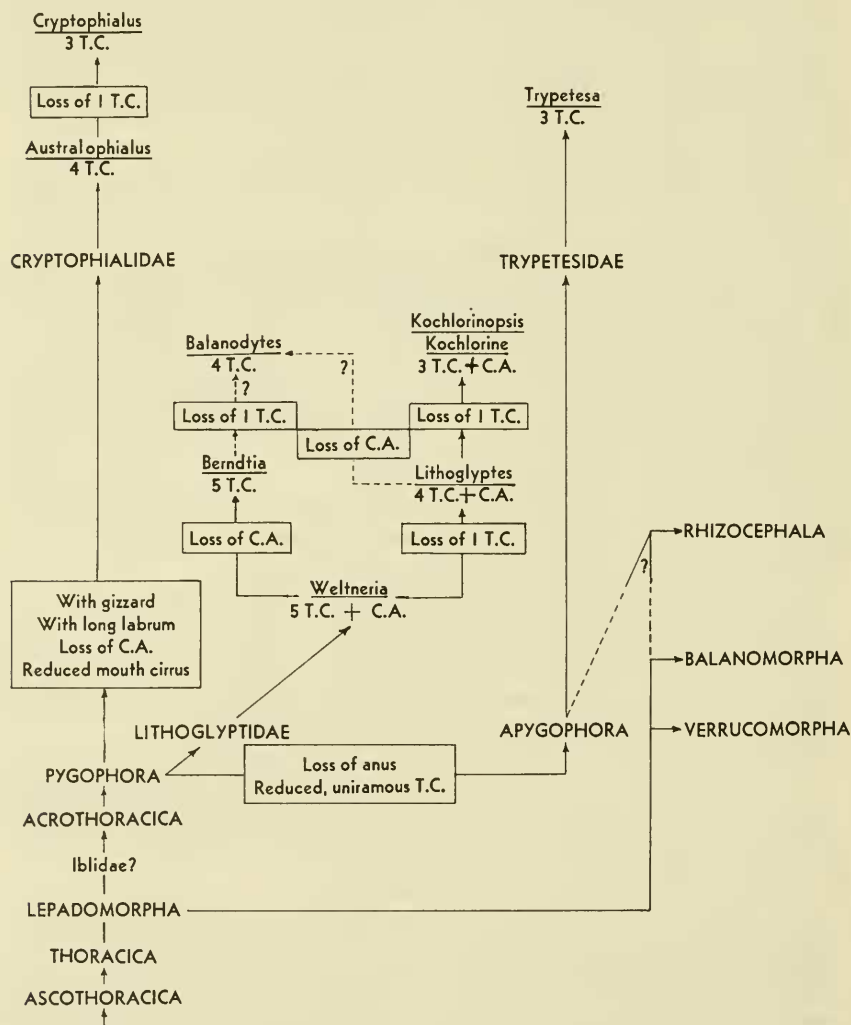 Cryptophialus
3 T.C.
Loss of 1 T.C.
Australophialus
4 T.C.
CRYPTOPHIALIDAE
Trypetesa
3 T.C.
TRYPETESIDAE
Kochlorinopsis
Kochlorine
3 T.C. + C.A.
Balanodytes
4 T.C.
?
?
Loss of 1 T.C.
Loss of C.A.
Loss of 1 T.C.
Berndtia
5 T.C.
Lithoglyptes
4 T.C. + C.A.
Loss of C.A.
Loss of 1 T.C.
Weltneria
5 T.C. + C.A.
RHIZOCEPHALA
?
BALANOMORPHA
VERRUCOMORPHA
With gizzard
With long labrum
Loss of C.A.
Reduced mouth cirrus
LITHOGLYPTIDAE
APYGOPHORA
Loss of anus
Reduced, uniramous T.C.
PYGOPHORA
ACROTHORACICA
Iblidae?
LEPADOMORPHA
THORACICA
ASCOTHORACICA